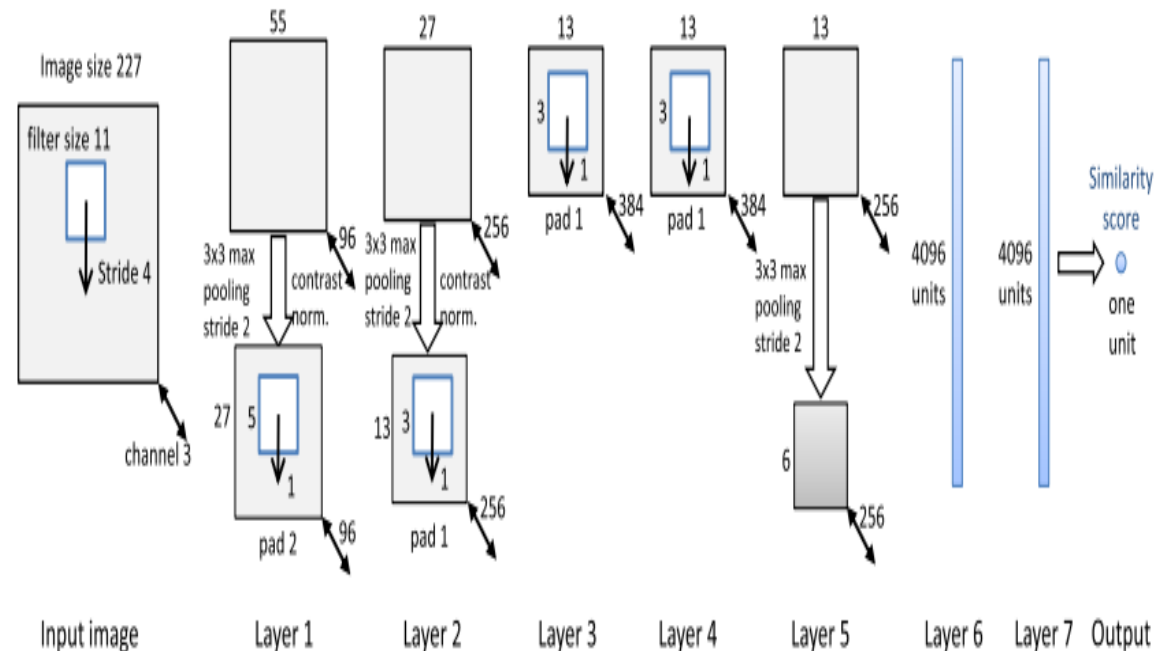 Image size 227
filter size 11
Stride 4
channel 3
Input image
55
96
3x3 max
pooling
stride 2
contrast
norm.
27
5
1
pad 2
96
Layer 1
27
256
3x3 max
pooling
stride 2
contrast
norm.
13
3
1
pad 1
256
Layer 2
13
3
1
pad 1
384
Layer 3
13
3
1
pad 1
384
Layer 4
13
256
3x3 max
pooling
stride 2
6
256
Layer 5
4096
units
Layer 6
4096
units
Layer 7
Similarity
score
one
unit
Output